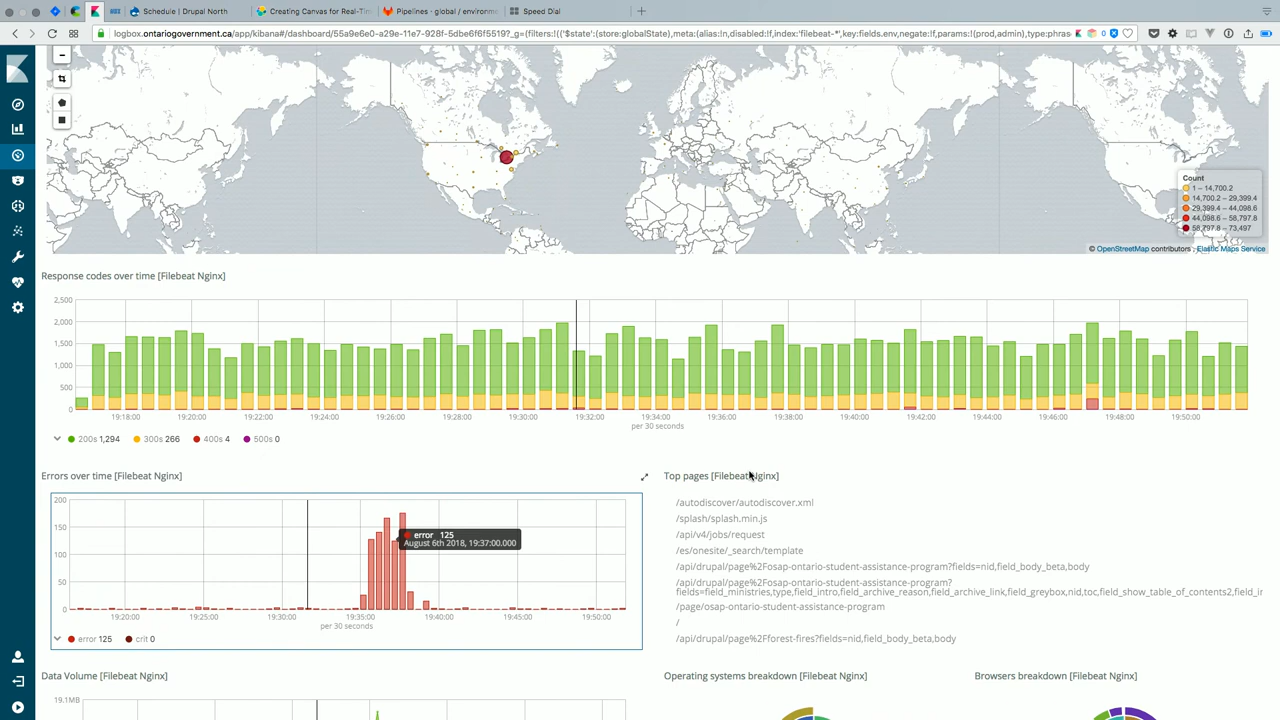 Schedule | Drupal North
Creating Canvas for Real-Tim
Pipelines · global / environme
Speed Dial
logbox.ontariogovernment.ca/app/kibana#/dashboard/55a9e6e0-a29e-11e7-928f-5dbe6f6f5519?_g=(filters:!(('$state':(store:globalState),meta:(alias:!n,disabled:!f,index:'filebeat-*',key:fields.env,negate:!f,params:!(prod,admin),type:phrase
Count
1 – 14,700.2
14,700.2 – 29,399.4
29,399.4 – 44,098.6
44,098.6 – 58,797.8
58,797.8 – 73,497
© OpenStreetMap contributors , Elastic Maps Service
Response codes over time [Filebeat Nginx]
2,500
2,000
1,500
1,000
500
0
19:18:00 19:20:00 19:22:00 19:24:00 19:26:00 19:28:00 19:30:00 19:32:00 19:34:00 19:36:00 19:38:00 19:40:00 19:42:00 19:44:00 19:46:00 19:48:00 19:50:00
per 30 seconds
200s 1,294 300s 266 400s 4 500s 0
Errors over time [Filebeat Nginx]
200
150
100
50
0
error 125
August 6th 2018, 19:37:00.000
19:20:00 19:25:00 19:30:00 19:35:00 19:40:00 19:45:00 19:50:00
per 30 seconds
error 125 crit 0
Top pages [Filebeat Nginx]
/autodiscover/autodiscover.xml
/splash/splash.min.js
/api/v4/jobs/request
/es/onesite/_search/template
/api/drupal/page%2Fosap-ontario-student-assistance-program?fields=nid,field_body_beta,body
/api/drupal/page%2Fosap-ontario-student-assistance-program?
fields=field_ministries,type,field_intro,field_archive_reason,field_archive_link,field_greybox,nid,toc,field_show_table_of_contents2,field_ir
/page/osap-ontario-student-assistance-program
/
/api/drupal/page%2Fforest-fires?fields=nid,field_body_beta,body
Data Volume [Filebeat Nginx]
19.1MB
Operating systems breakdown [Filebeat Nginx]
Browsers breakdown [Filebeat Nginx]